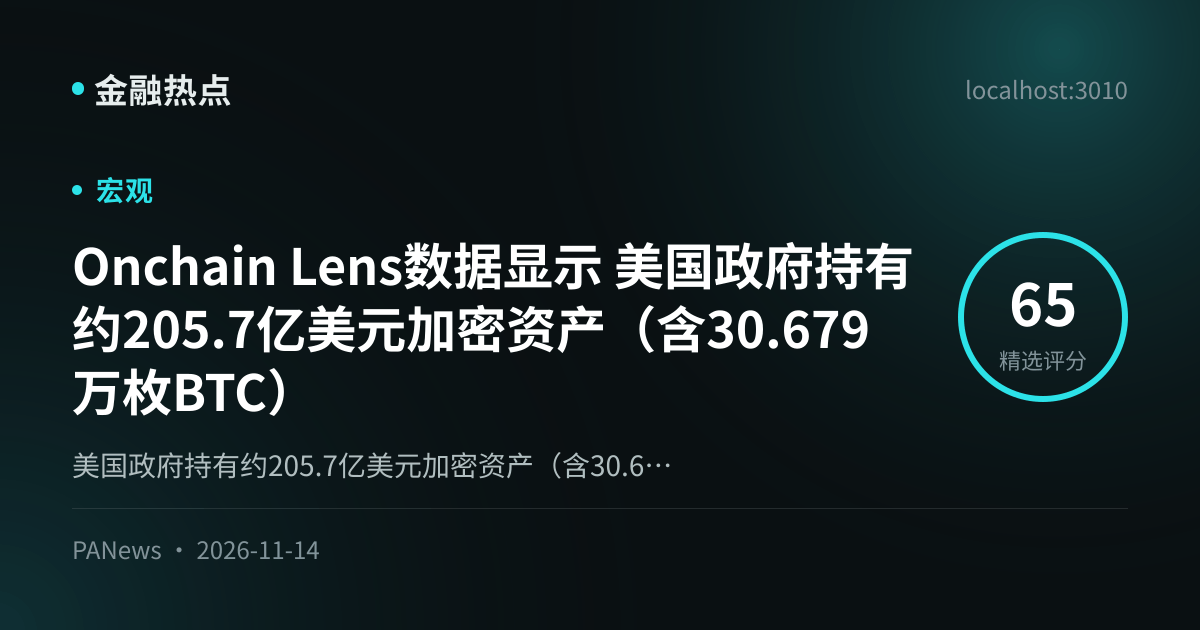 金融热点
localhost:3010
宏观
Onchain Lens数据显示 美国政府持有
约205.7亿美元加密资产（含30.679
万枚BTC）
65
精选评分
美国政府持有约205.7亿美元加密资产（含30.6…
PANews • 2026-11-14